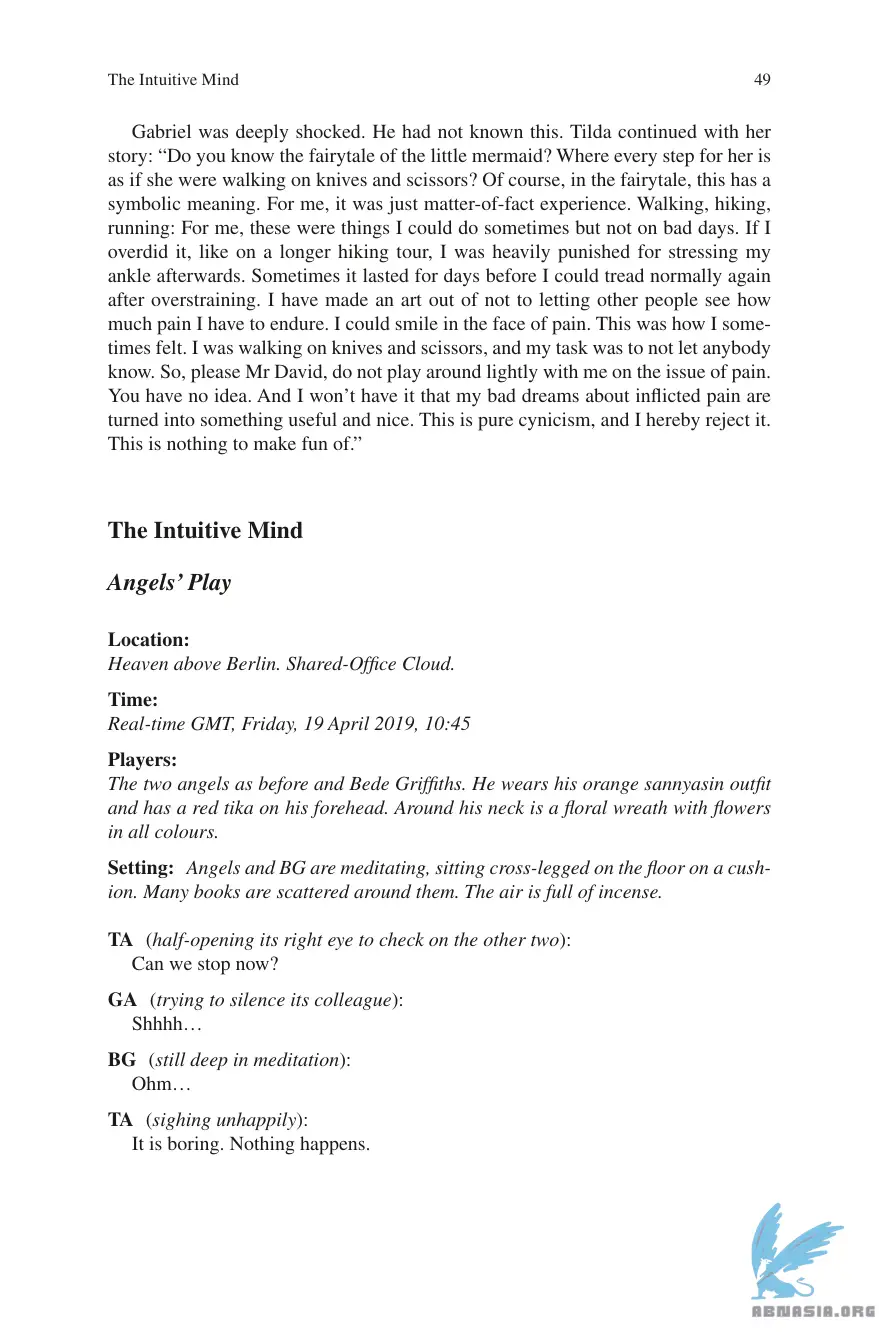 The Intuitive Mind 49
Gabriel was deeply shocked. He had not known this. Tilda continued with her
story: “Do you know the fairytale of the little mermaid? Where every step for her is
as if she were walking on knives and scissors? Of course, in the fairytale, this has a
symbolic meaning. For me, it was just matter-of-fact experience. Walking, hiking,
running: For me, these were things I could do sometimes but not on bad days. If I
overdid it, like on a longer hiking tour, I was heavily punished for stressing my
ankle afterwards. Sometimes it lasted for days before I could tread normally again
after overstraining. I have made an art out of not to letting other people see how
much pain I have to endure. I could smile in the face of pain. This was how I some-
times felt. I was walking on knives and scissors, and my task was to not let anybody
know. So, please Mr David, do not play around lightly with me on the issue of pain.
You have no idea. And I won’t have it that my bad dreams about inflicted pain are
turned into something useful and nice. This is pure cynicism, and I hereby reject it.
This is nothing to make fun of.”
The Intuitive Mind
Angels’ Play
Location:
Heaven above Berlin. Shared-Office Cloud.
Time:
Real-time GMT, Friday, 19 April 2019, 10:45
Players:
The two angels as before and Bede Griffiths. He wears his orange sannyasin outfit
and has a red tika on his forehead. Around his neck is a floral wreath with flowers
in all colours.
Setting: Angels and BG are meditating, sitting cross-legged on the floor on a cush-
ion. Many books are scattered around them. The air is full of incense.
TA (half-opening its right eye to check on the other two):
Can we stop now?
GA (trying to silence its colleague):
Shhhh…
BG (still deep in meditation):
Ohm…
TA (sighing unhappily):
It is boring. Nothing happens.
ABNASIA.ORG